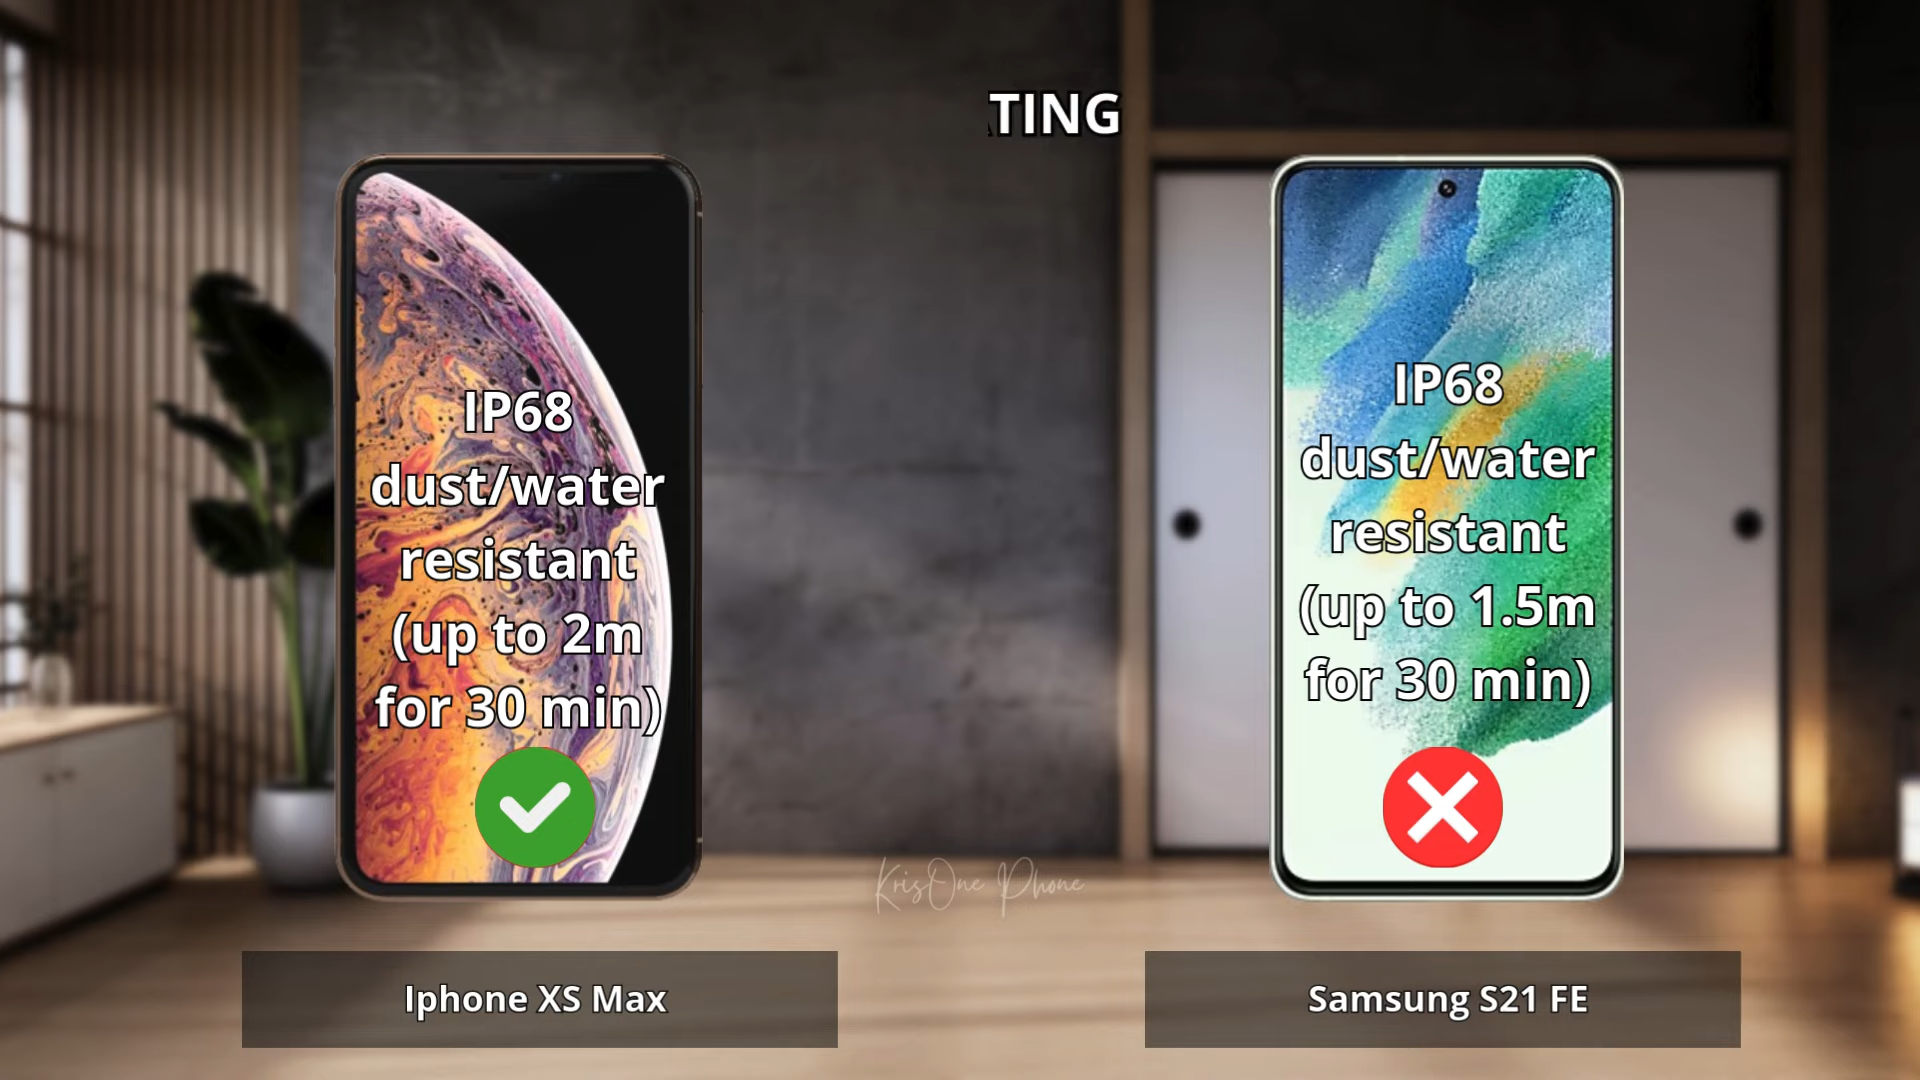 TING
IP68
dust/water
resistant
(up to 2m
for 30 min)
IP68
dust/water
resistant
(up to 1.5m
for 30 min)
KrisOne Phone
Iphone XS Max
Samsung S21 FE